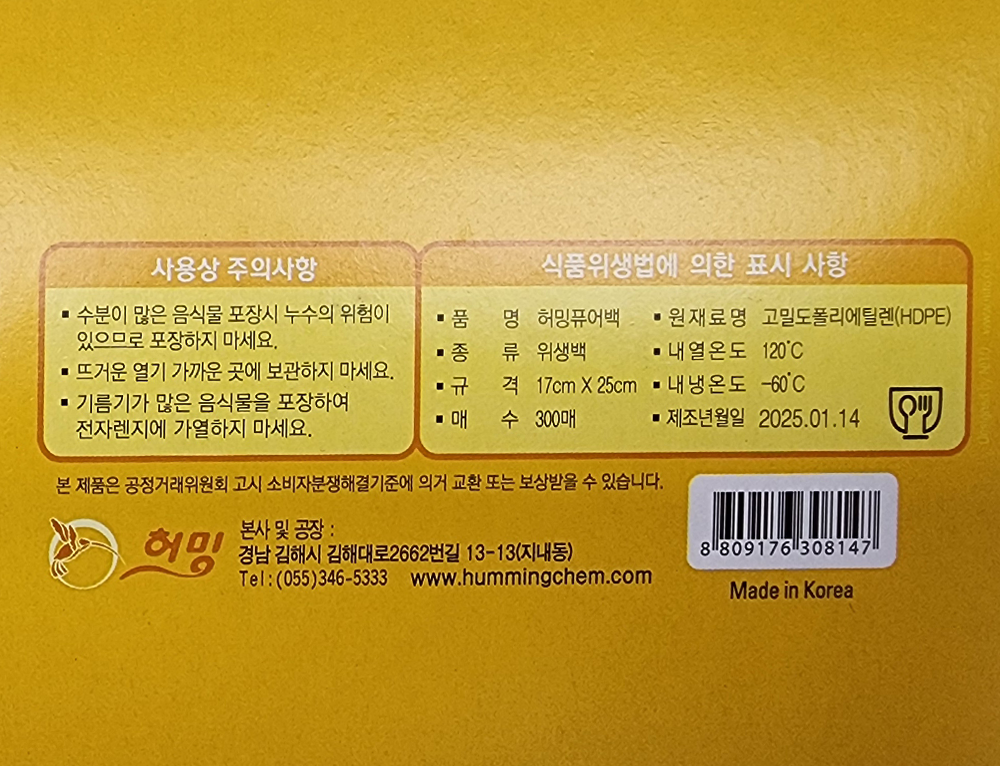 사용상 주의사항
▪ 수분이 많은 음식물 포장시 누수의 위험이
있으므로 포장하지 마세요.
▪ 뜨거운 열기 가까운 곳에 보관하지 마세요.
▪ 기름기가 많은 음식물을 포장하여
전자렌지에 가열하지 마세요.
식품위생법에 의한 표시 사항
▪ 품 명 허밍퓨어백 ▪ 원재료명 고밀도폴리에틸렌(HDPE)
▪ 종 류 위생백 ▪ 내열온도 120℃
▪ 규 격 17cm X 25cm ▪ 내냉온도 -60℃
▪ 매 수 300매 ▪ 제조년월일 2025.01.14
본 제품은 공정거래위원회 고시 소비자분쟁해결기준에 의거 교환 또는 보상받을 수 있습니다.
허밍
본사 및 공장 :
경남 김해시 김해대로2662번길 13-13(지내동)
Tel:(055)346-5333 www.hummingchem.com
8 809176 308147
Made in Korea